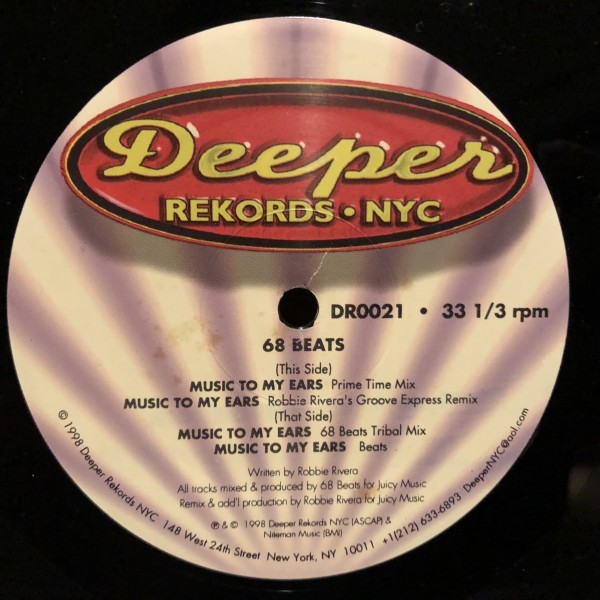 Deeper
REKORDS • NYC
DR0021 • 33 1/3 rpm
68 BEATS
(This Side)
MUSIC TO MY EARS Prime Time Mix
MUSIC TO MY EARS Robbie Rivera's Groove Express Remix
(That Side)
MUSIC TO MY EARS 68 Beats Tribal Mix
MUSIC TO MY EARS Beats
Written by Robbie Rivera
All tracks mixed & produced by 68 Beats for Juicy Music
Remix & add'l production by Robbie Rivera for Juicy Music
℗ & © 1998 Deeper Rekords NYC (ASCAP) &
Niteman Music (BMI)
© 1998 Deeper Rekords NYC 148 West 24th Street New York, NY 10011 +1(212) 633-6893 DeeperNYC@aol.com